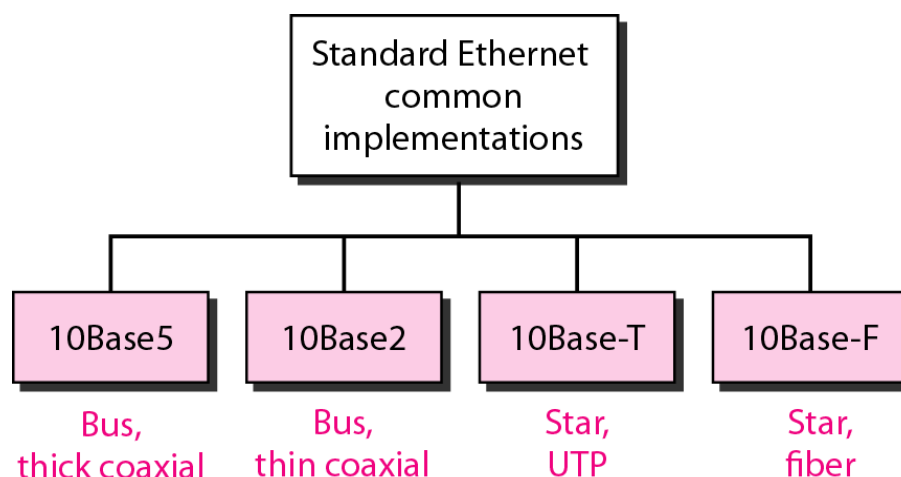 Standard Ethernet
common
implementations
10Base5
10Base2
10Base-T
10Base-F
Bus,
thick coaxial
Bus,
thin coaxial
Star,
UTP
Star,
fiber